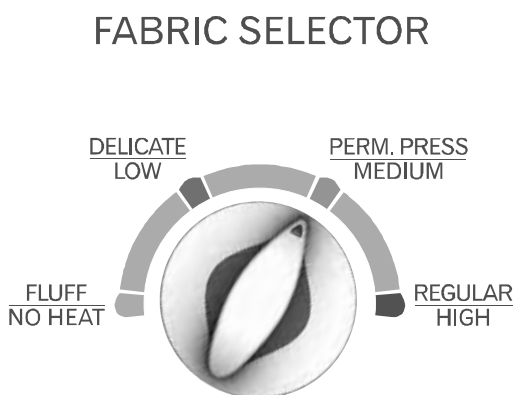 FABRIC SELECTOR
DELICATE
LOW
PERM. PRESS
MEDIUM
FLUFF
NO HEAT
REGULAR
HIGH